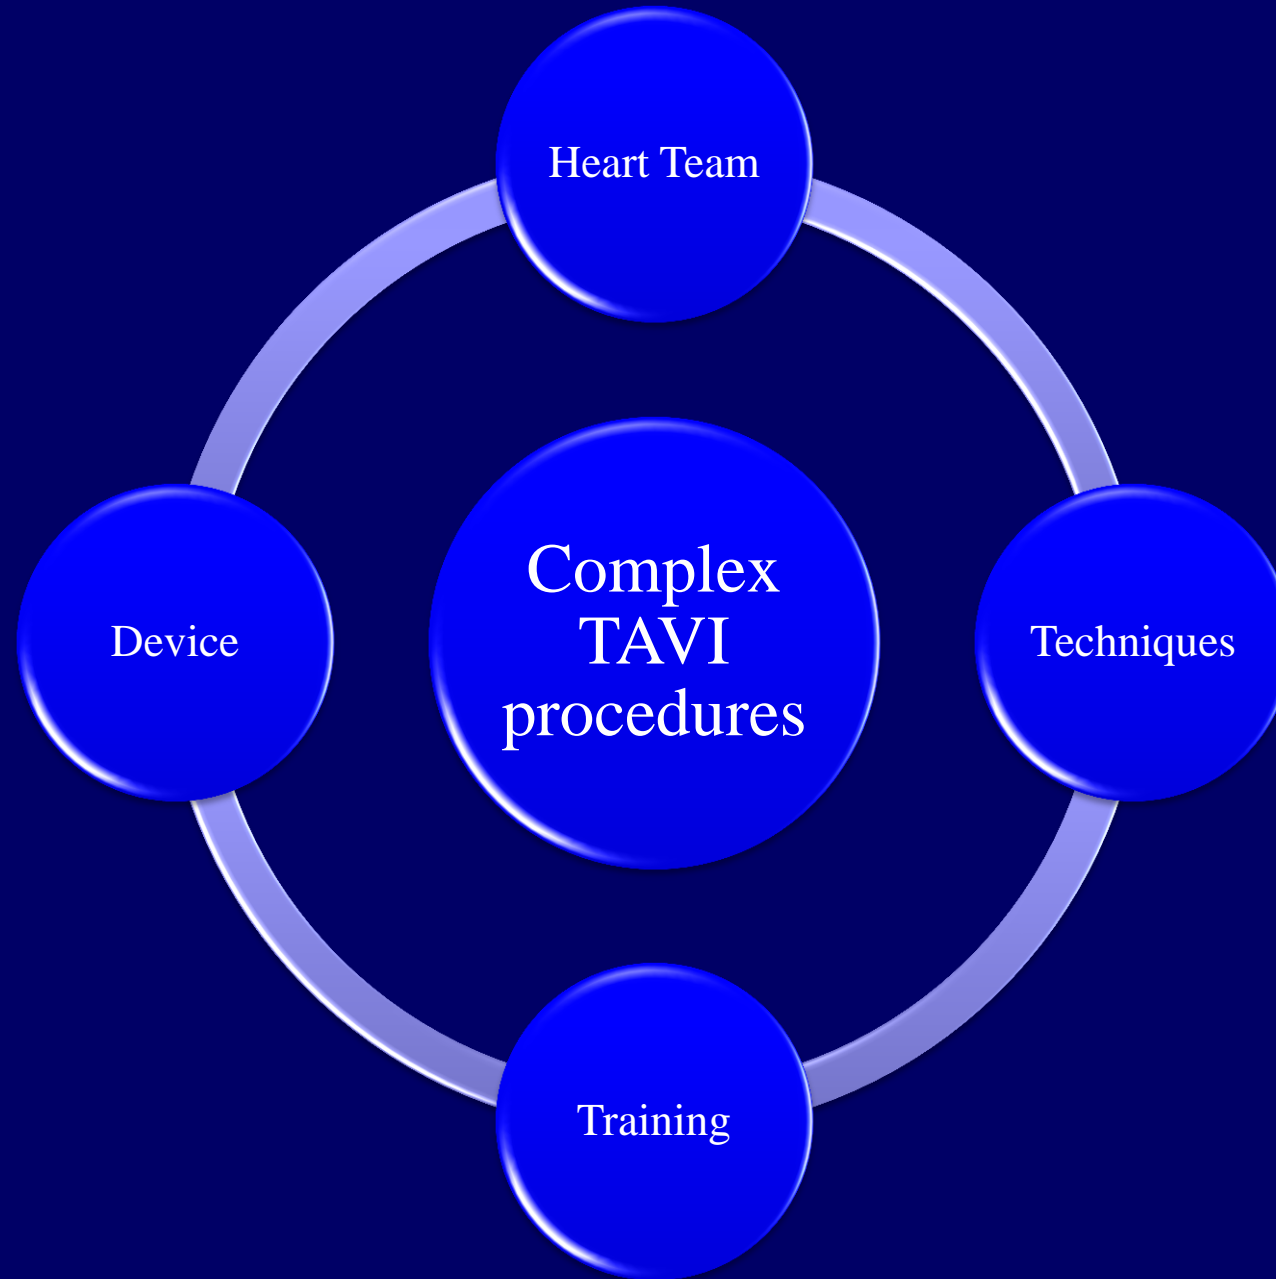 Heart Team
Device
Complex
TAVI
procedures
Techniques
Training